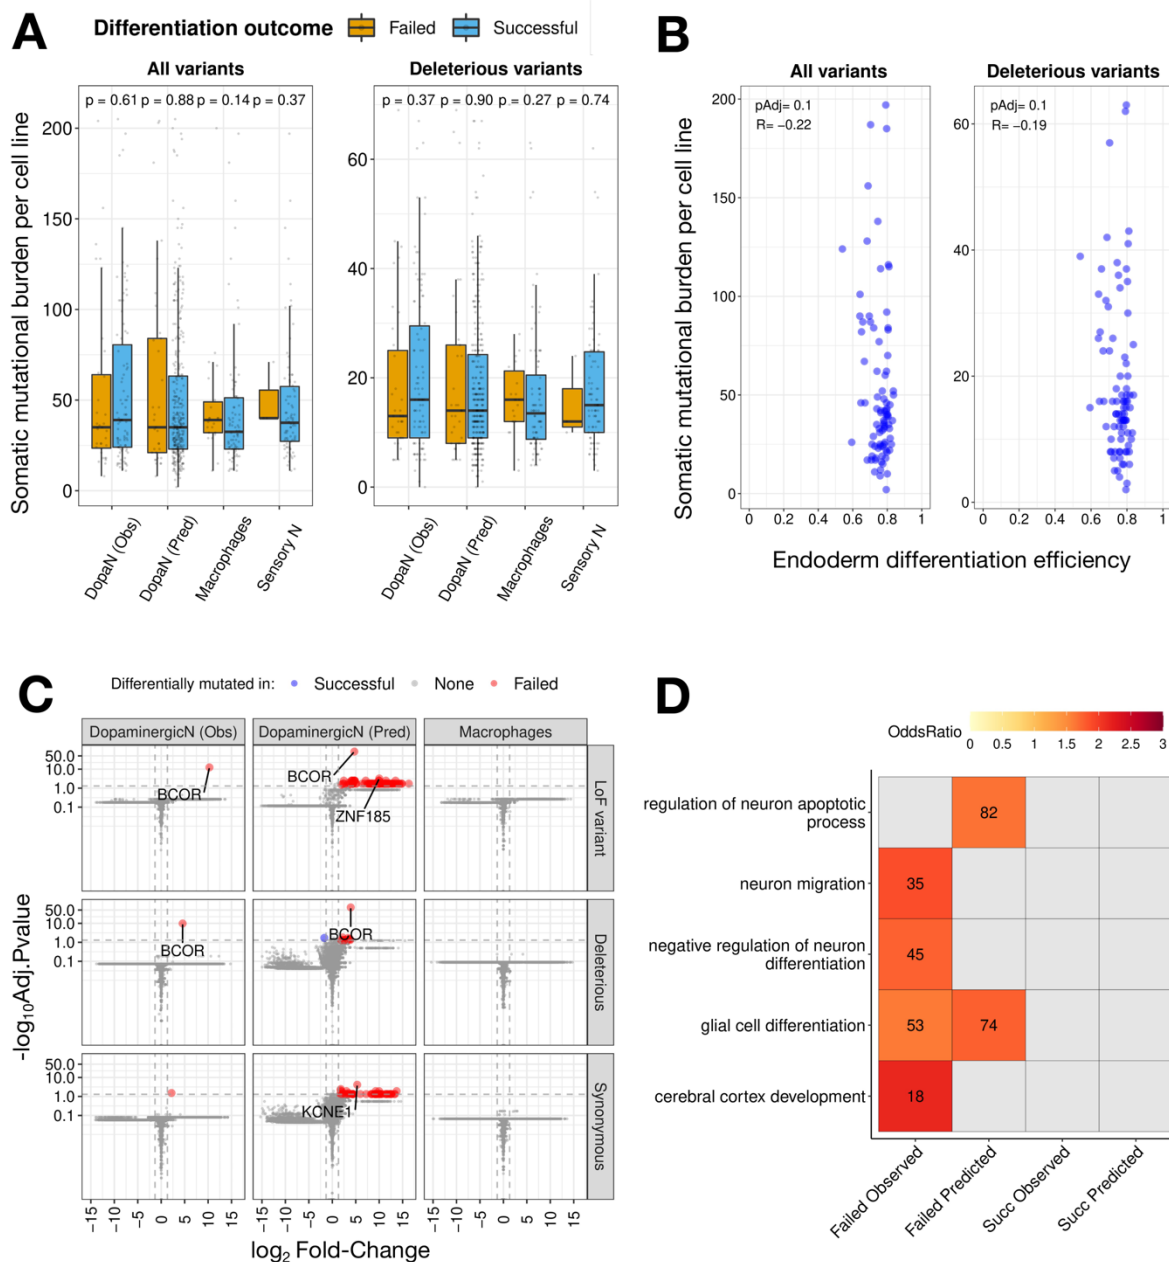 A
Differentiation outcome Failed Successful
All variants
Deleterious variants
p = 0.61 p = 0.88 p = 0.14 p = 0.37
p = 0.37 p = 0.90 p = 0.27 p = 0.74
Somatic mutational burden per cell line
200
150
100
50
0
60
40
20
0
DopaN (Obs)
DopaN (Pred)
Macrophages
Sensory N
DopaN (Obs)
DopaN (Pred)
Macrophages
Sensory N
B
All variants
Deleterious variants
pAdj= 0.1
R= −0.22
pAdj= 0.1
R= −0.19
Somatic mutational burden per cell line
200
150
100
50
0
60
40
20
0
0 0.2 0.4 0.6 0.8 1
0 0.2 0.4 0.6 0.8 1
Endoderm differentiation efficiency
C
Differentially mutated in: Successful None Failed
DopaminergicN (Obs)
DopaminergicN (Pred)
Macrophages
LoF variant
Deleterious
Synonymous
50.0
10.0
1.0
0.1
50.0
10.0
1.0
0.1
50.0
10.0
1.0
0.1
BCOR
BCOR
ZNF185
BCOR
BCOR
KCNE1
-log10Adj.Pvalue
−15 −10 −5 0 5 10 15
−15 −10 −5 0 5 10 15
−15 −10 −5 0 5 10 15
log2 Fold-Change
D
OddsRatio
0 0.5 1 1.5 2 2.5 3
regulation of neuron apoptotic
process
82
neuron migration
35
negative regulation of neuron
differentiation
45
glial cell differentiation
53 74
cerebral cortex development
18
Failed Observed
Failed Predicted
Succ Observed
Succ Predicted